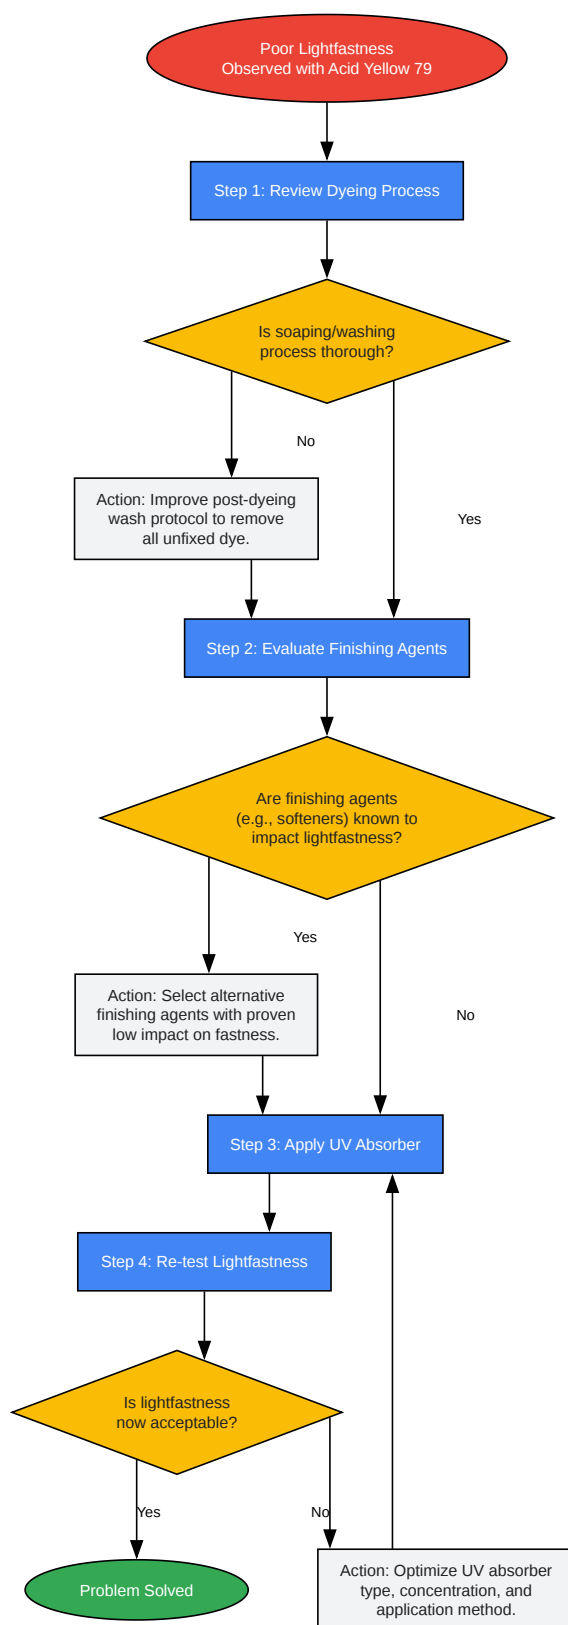 Poor Lightfastness
Observed with Acid Yellow 79
Step 1: Review Dyeing Process
Is soaping/washing
process thorough?
No
Action: Improve post-dyeing
wash protocol to remove
all unfixed dye.
Yes
Step 2: Evaluate Finishing Agents
Are finishing agents
(e.g., softeners) known to
impact lightfastness?
Yes
Action: Select alternative
finishing agents with proven
low impact on fastness.
No
Step 3: Apply UV Absorber
Step 4: Re-test Lightfastness
Is lightfastness
now acceptable?
Yes
No
Problem Solved
Action: Optimize UV absorber
type, concentration, and
application method.